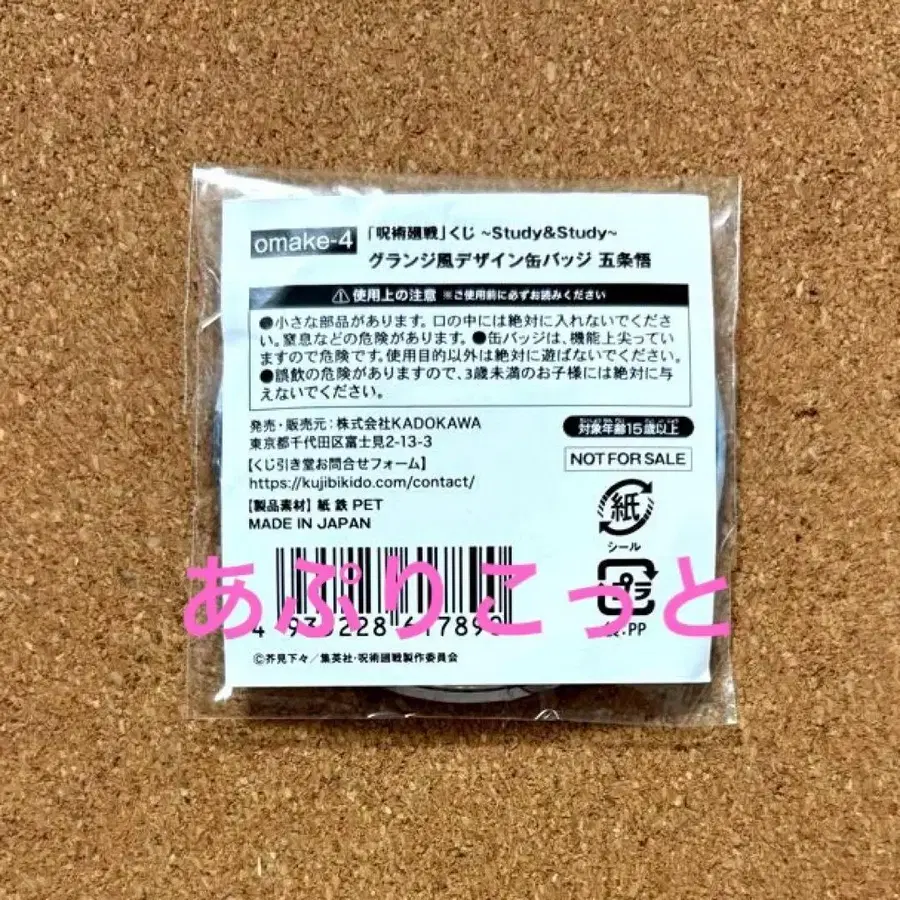 omake-4
「呪術廻戦」くじ ~Study&Study~
グランジ風デザイン缶バッジ 五条悟
⚠使用上の注意 ※ご使用前に必ずお読みください
●小さな部品があります。口の中には絶対に入れないでくださ
い。窒息などの危険があります。●缶バッジは、機能上尖ってい
ますので危険です。使用目的以外は絶対に遊ばないでください。
●誤飲の危険がありますので、3歳未満のお子様には絶対に与
えないでください。
発売・販売元：株式会社KADOKAWA
東京都千代田区富士見2-13-3
対象年齢15歳以上
【くじ引き堂お問合せフォーム】
https://kujibikido.com/contact/
NOT FOR SALE
【製品素材】 紙 鉄 PET
MADE IN JAPAN
紙
シール
プラ
:PP
あぷりこっと
©芥見下々／集英社・呪術廻戦製作委員会